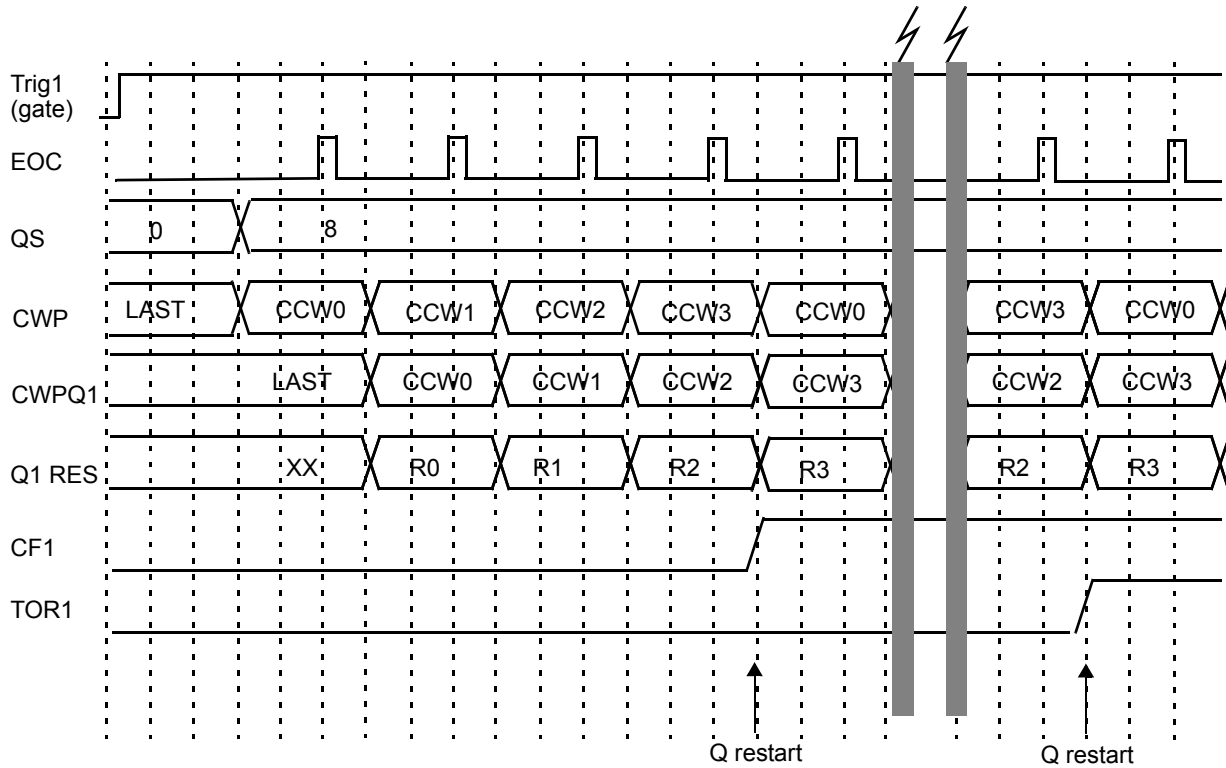 Trig1
(gate)
EOC
QS 0 8
CWP LAST CCW0 CCW1 CCW2 CCW3 CCW0 CCW3 CCW0
CWPQ1 LAST CCW0 CCW1 CCW2 CCW3 CCW2 CCW3
Q1 RES XX R0 R1 R2 R3 R2 R3
CF1
TOR1
Q restart Q restart